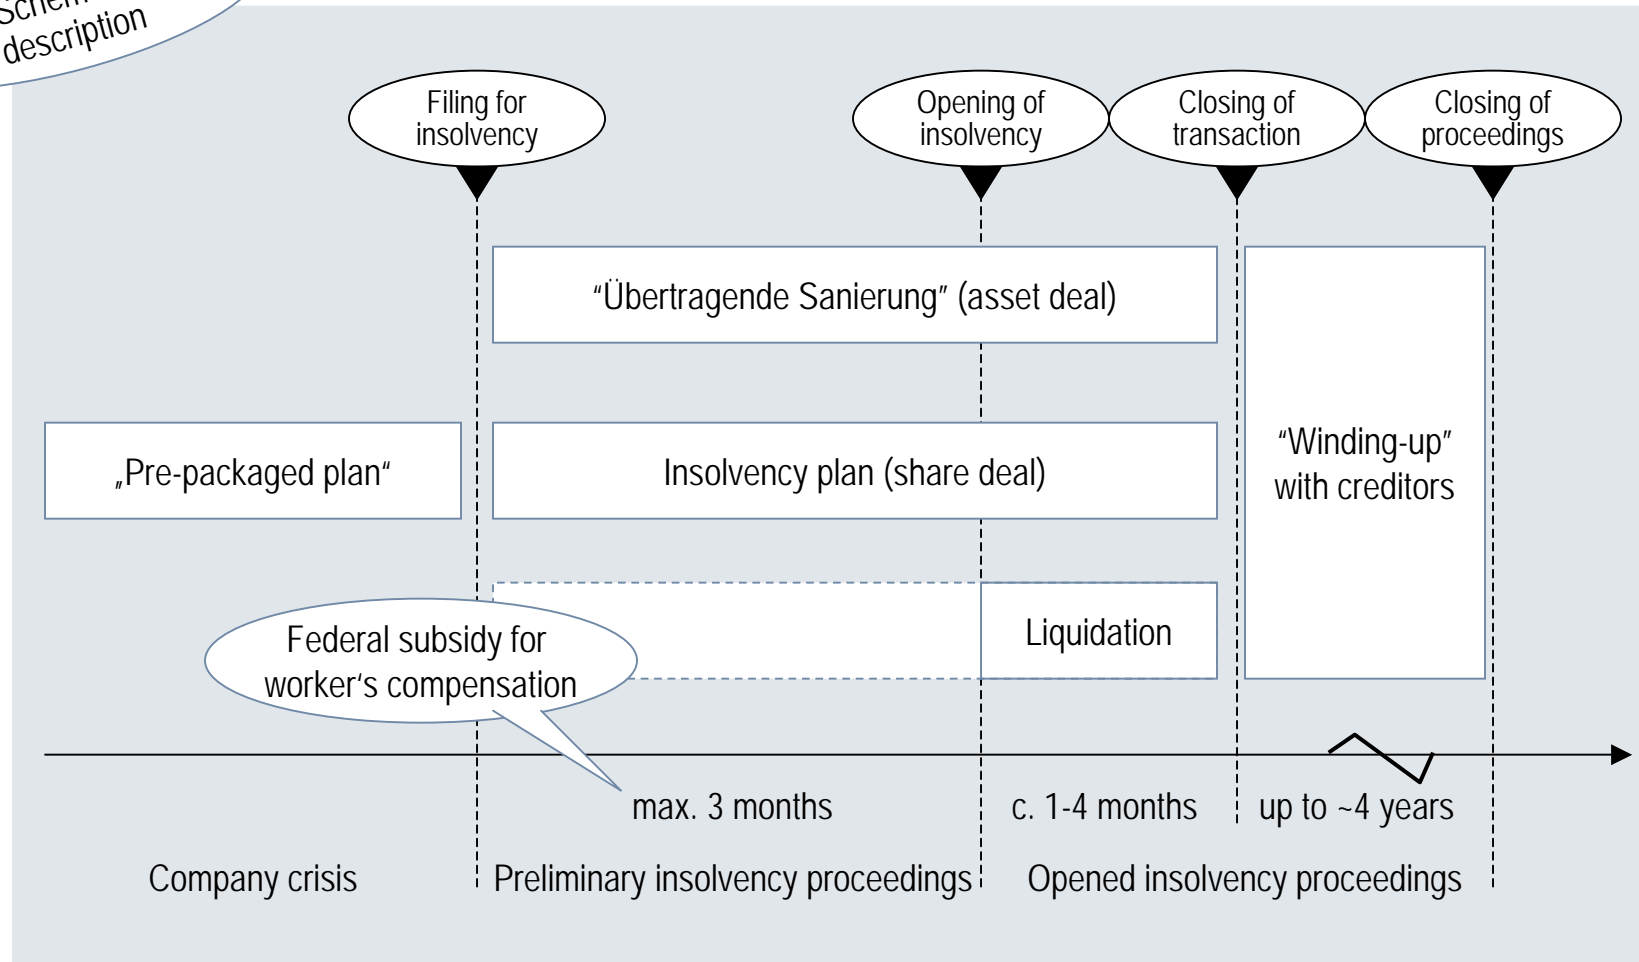 description
Filing for
insolvency
Opening of
insolvency
Closing of
transaction
Closing of
proceedings
“Übertragende Sanierung” (asset deal)
„Pre-packaged plan“
Insolvency plan (share deal)
“Winding-up”
with creditors
Liquidation
Federal subsidy for
worker‘s compensation
max. 3 months
c. 1-4 months
up to ~4 years
Company crisis
Preliminary insolvency proceedings
Opened insolvency proceedings